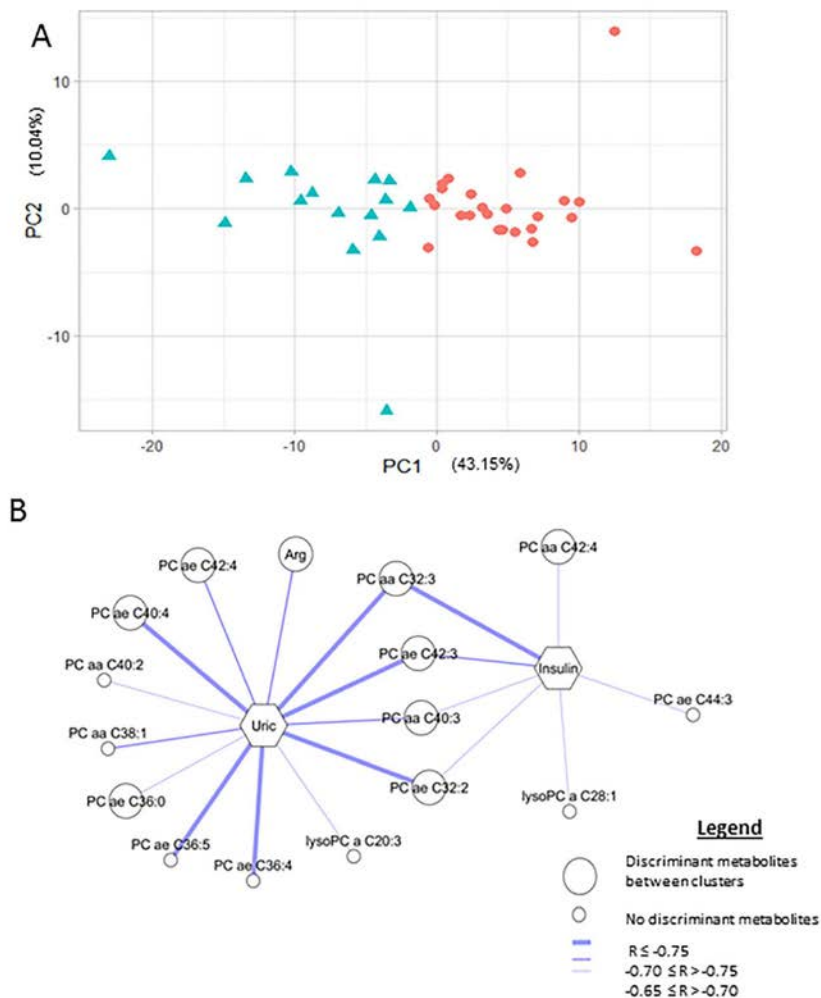 A
10
0
-10
PC2 (10.04%)
-20 -10 0 10 20
PC1 (43.15%)
B
PC ae C42:4
Arg
PC aa C32:3
PC aa C42:4
PC ae C40:4
PC ae C42:3
Insulin
PC aa C40:2
PC ae C44:3
Uric
PC aa C40:3
PC aa C38:1
PC ae C36:0
PC ae C32:2
lysoPC a C28:1
PC ae C36:5
PC ae C36:4
lysoPC a C20:3
Legend
Discriminant metabolites
between clusters
No discriminant metabolites
R ≤ -0.75
-0.70 ≤ R > -0.75
-0.65 ≤ R > -0.70